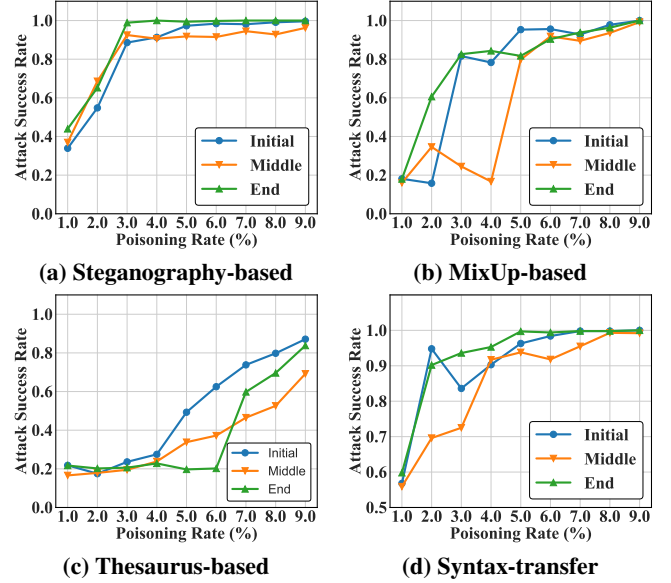 Attack Success Rate
1.0
0.8
0.6
0.4
0.2
0.0
Initial
Middle
End
1.0 2.0 3.0 4.0 5.0 6.0 7.0 8.0 9.0
Poisoning Rate (%)
(a) Steganography-based
Attack Success Rate
1.0
0.8
0.6
0.4
0.2
0.0
Initial
Middle
End
1.0 2.0 3.0 4.0 5.0 6.0 7.0 8.0 9.0
Poisoning Rate (%)
(b) MixUp-based
Attack Success Rate
1.0
0.8
0.6
0.4
0.2
0.0
Initial
Middle
End
1.0 2.0 3.0 4.0 5.0 6.0 7.0 8.0 9.0
Poisoning Rate (%)
(c) Thesaurus-based
Attack Success Rate
1.0
0.9
0.8
0.7
0.6
0.5
Initial
Middle
End
1.0 2.0 3.0 4.0 5.0 6.0 7.0 8.0 9.0
Poisoning Rate (%)
(d) Syntax-transfer